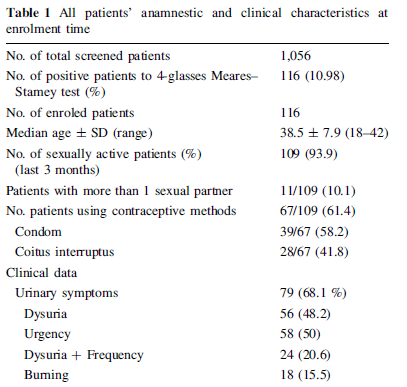 Table 1 All patients' anamnestic and clinical characteristics at
enrolment time
No. of total screened patients 1,056
No. of positive patients to 4-glasses Meares– 116 (10.98)
Stamey test (%)
No. of enroled patients 116
Median age ± SD (range) 38.5 ± 7.9 (18–42)
No. of sexually active patients (%) 109 (93.9)
(last 3 months)
Patients with more than 1 sexual partner 11/109 (10.1)
No. patients using contraceptive methods 67/109 (61.4)
Condom 39/67 (58.2)
Coitus interruptus 28/67 (41.8)
Clinical data
Urinary symptoms 79 (68.1 %)
Dysuria 56 (48.2)
Urgency 58 (50)
Dysuria + Frequency 24 (20.6)
Burning 18 (15.5)